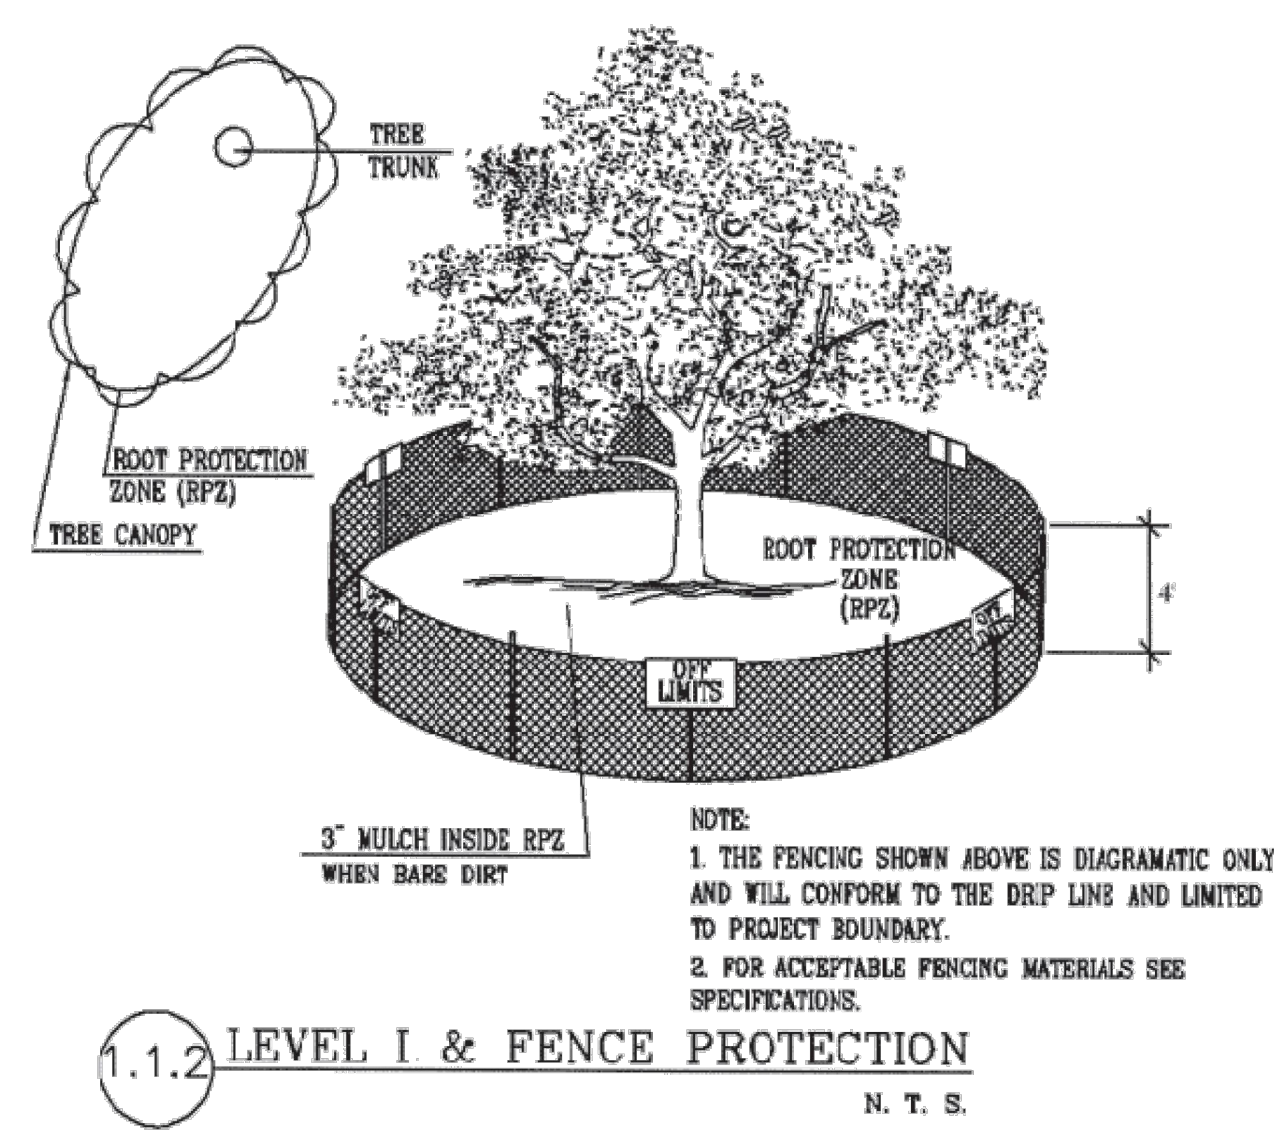 TREE
TRUNK
ROOT PROTECTION
ZONE (RPZ)
TREE CANOPY
ROOT PROTECTION
ZONE
(RPZ)
4'
OFF
OFF
LIMITS
3" MULCH INSIDE RPZ
WHEN BARE DIRT
NOTE:
1. THE FENCING SHOWN ABOVE IS DIAGRAMATIC ONLY
AND WILL CONFORM TO THE DRIP LINE AND LIMITED
TO PROJECT BOUNDARY.
2. FOR ACCEPTABLE FENCING MATERIALS SEE
SPECIFICATIONS.
1.1.2 LEVEL I & FENCE PROTECTION
N. T. S.